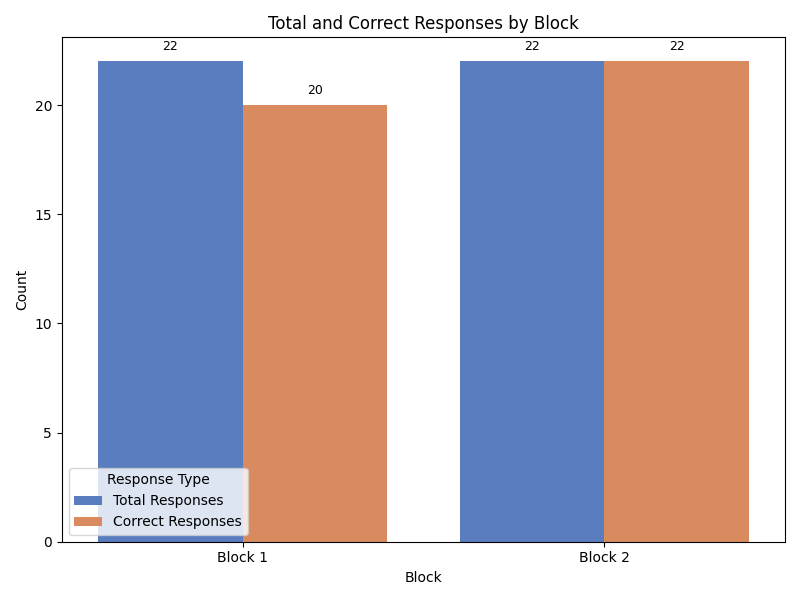 Total and Correct Responses by Block
22
20
22
22
20
15
10
5
0
Count
Response Type
Total Responses
Correct Responses
Block 1
Block 2
Block